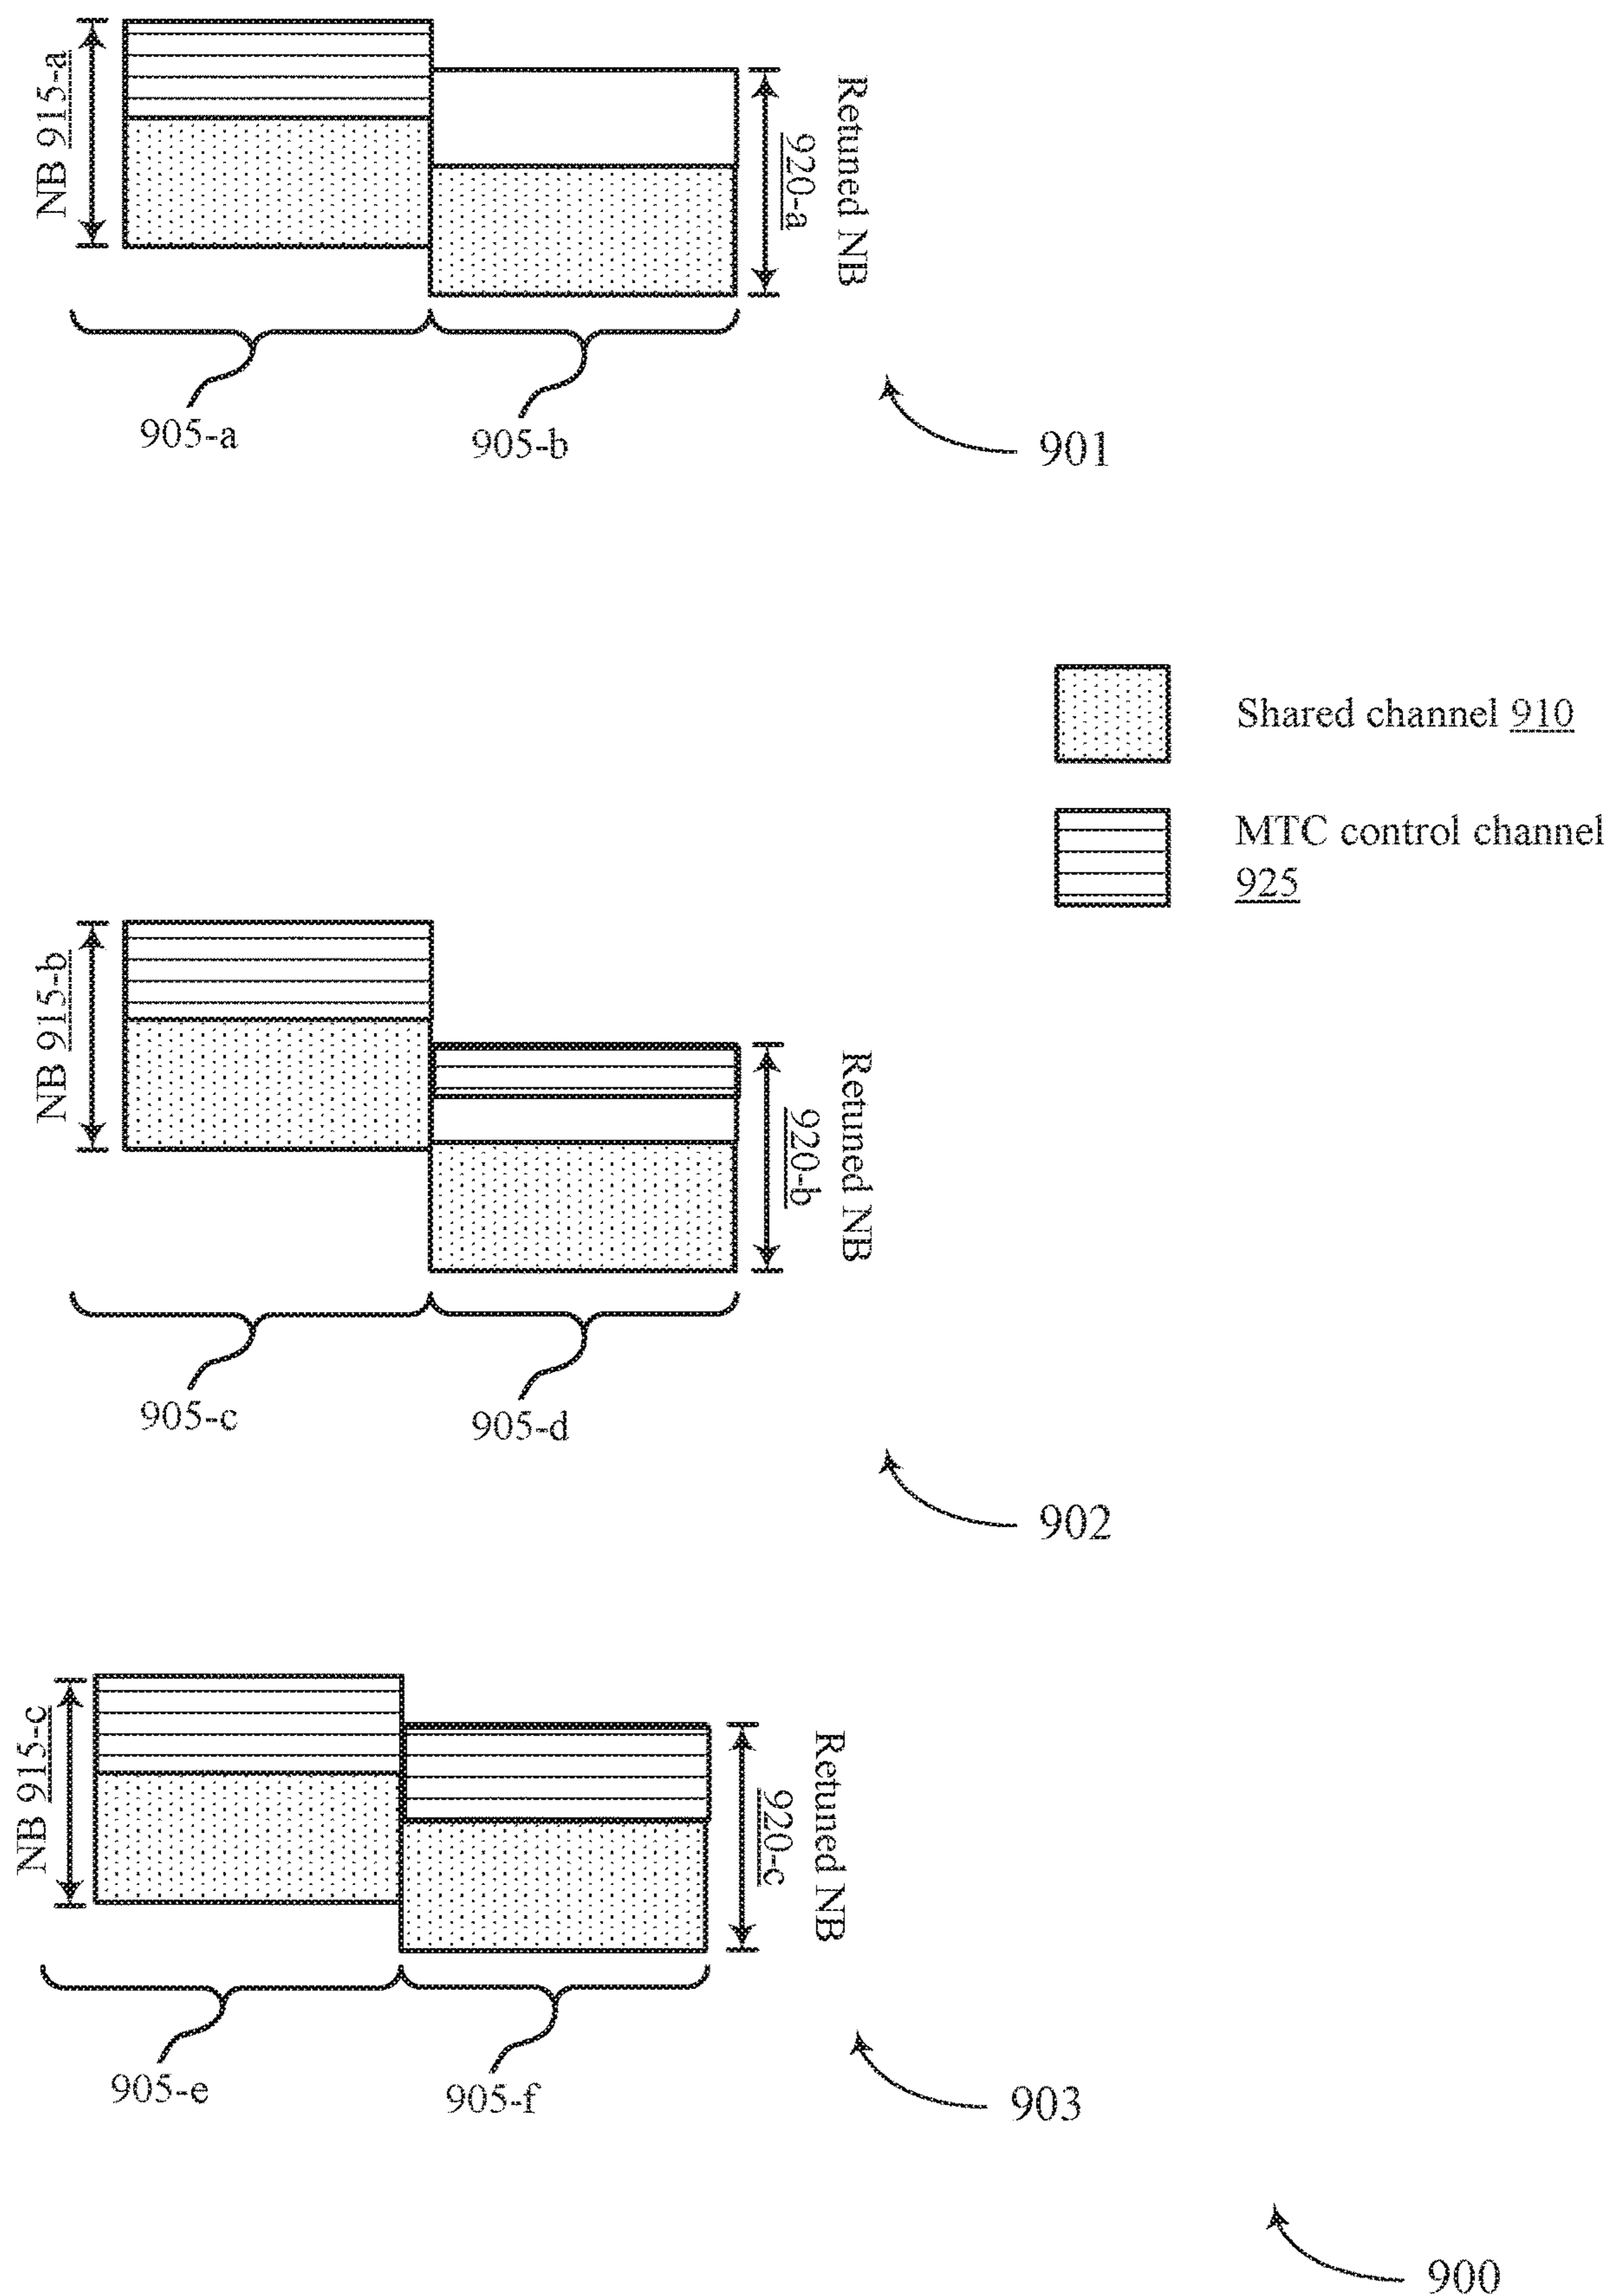 NB 915-a
Retuned NB
920-a
905-a
905-b
901
Shared channel 910
MTC control channel
925
NB 915-b
Retuned NB
920-b
905-c
905-d
902
NB 915-c
Retuned NB
920-c
905-e
905-f
903
900